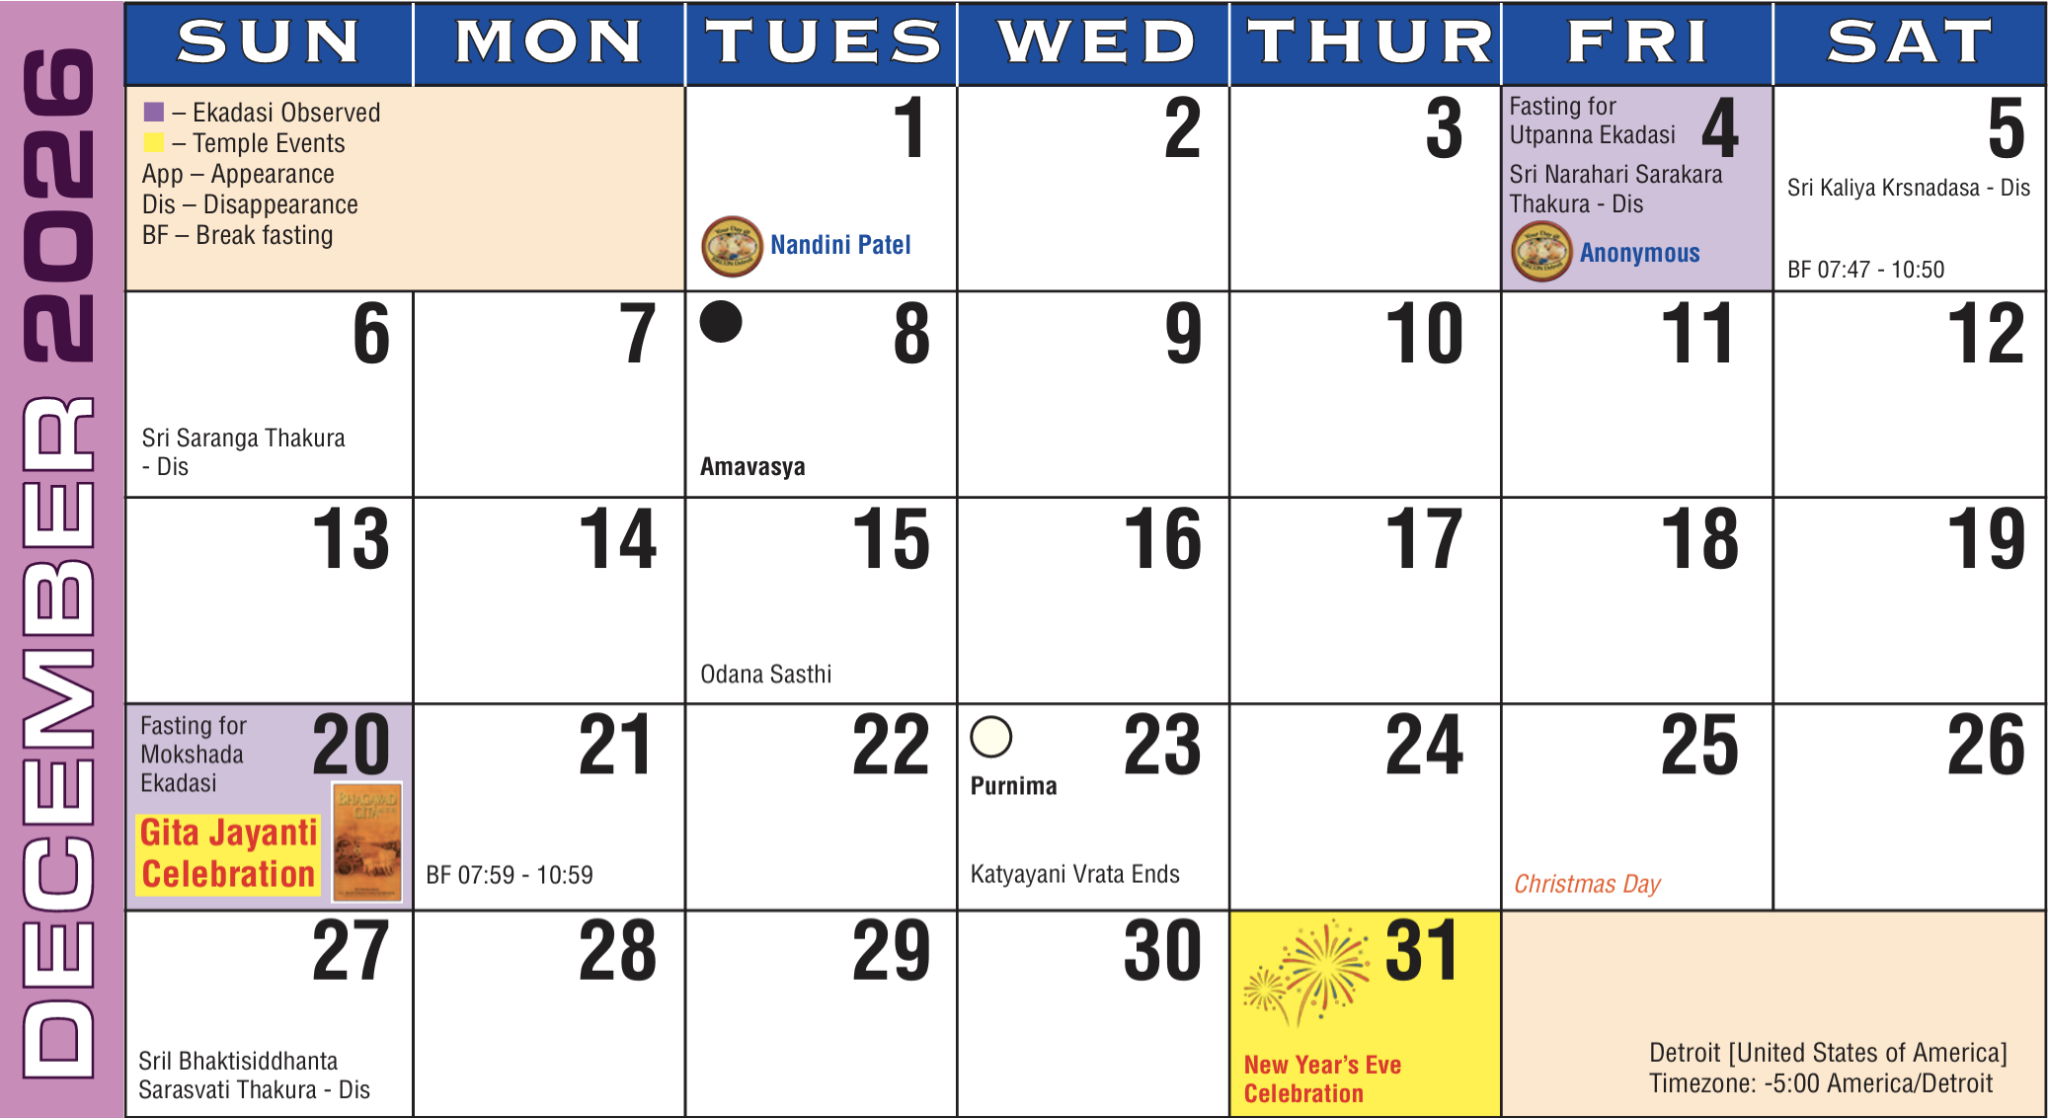 DECEMBER 2026
SUN MON TUES WED THUR FRI SAT
– Ekadasi Observed
– Temple Events
App – Appearance
Dis – Disappearance
BF – Break fasting
1
Nandini Patel
2
3
Fasting for
Utpanna Ekadasi
4
Sri Narahari Sarakara
Thakura - Dis
Anonymous
5
Sri Kaliya Krsnadasa - Dis
BF 07:47 - 10:50
6
Sri Saranga Thakura
- Dis
7
8
Amavasya
9
10
11
12
13
14
15
Odana Sasthi
16
17
18
19
Fasting for
Mokshada
Ekadasi
20
Gita Jayanti
Celebration
BHAGAVAD
GITA
21
BF 07:59 - 10:59
22
23
Purnima
Katyayani Vrata Ends
24
25
Christmas Day
26
27
Sril Bhaktisiddhanta
Sarasvati Thakura - Dis
28
29
30
31
New Year’s Eve
Celebration
Detroit [United States of America]
Timezone: -5:00 America/Detroit